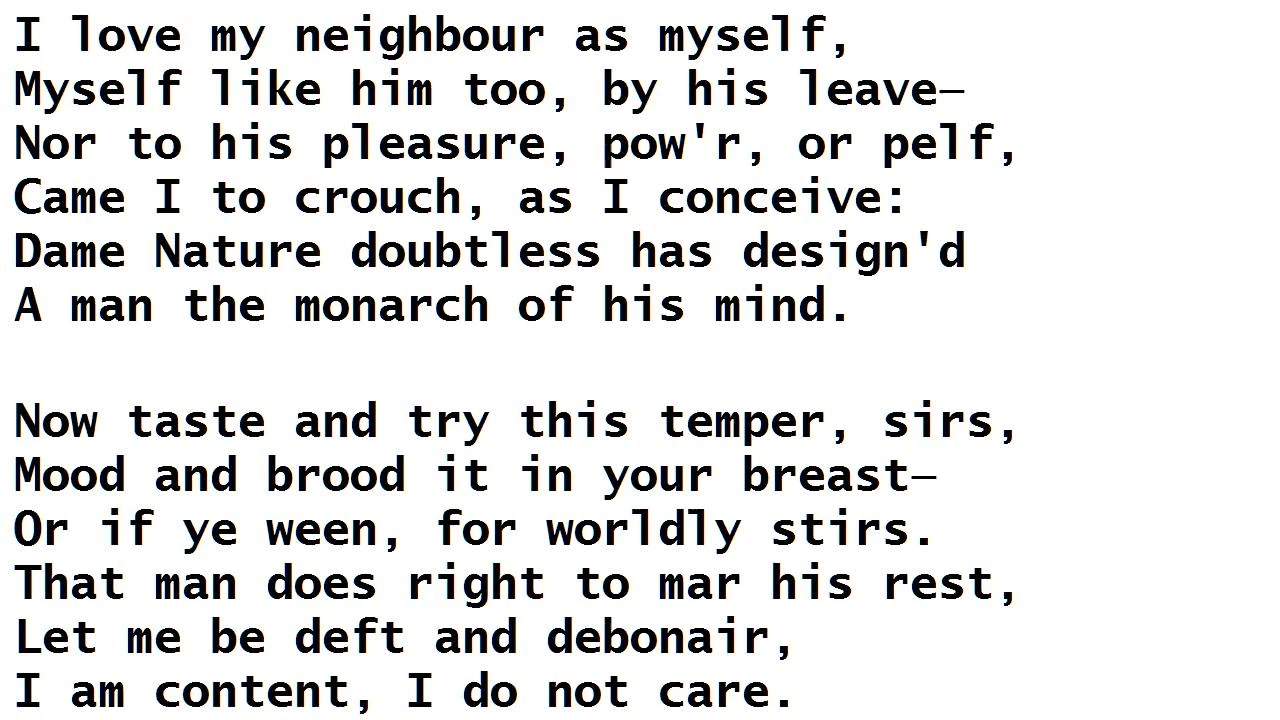 I love my neighbour as myself,
Myself like him too, by his leave—
Nor to his pleasure, pow'r, or pelf,
Came I to crouch, as I conceive:
Dame Nature doubtless has design'd
A man the monarch of his mind.

Now taste and try this temper, sirs,
Mood and brood it in your breast—
Or if ye ween, for worldly stirs.
That man does right to mar his rest,
Let me be deft and debonair,
I am content, I do not care.